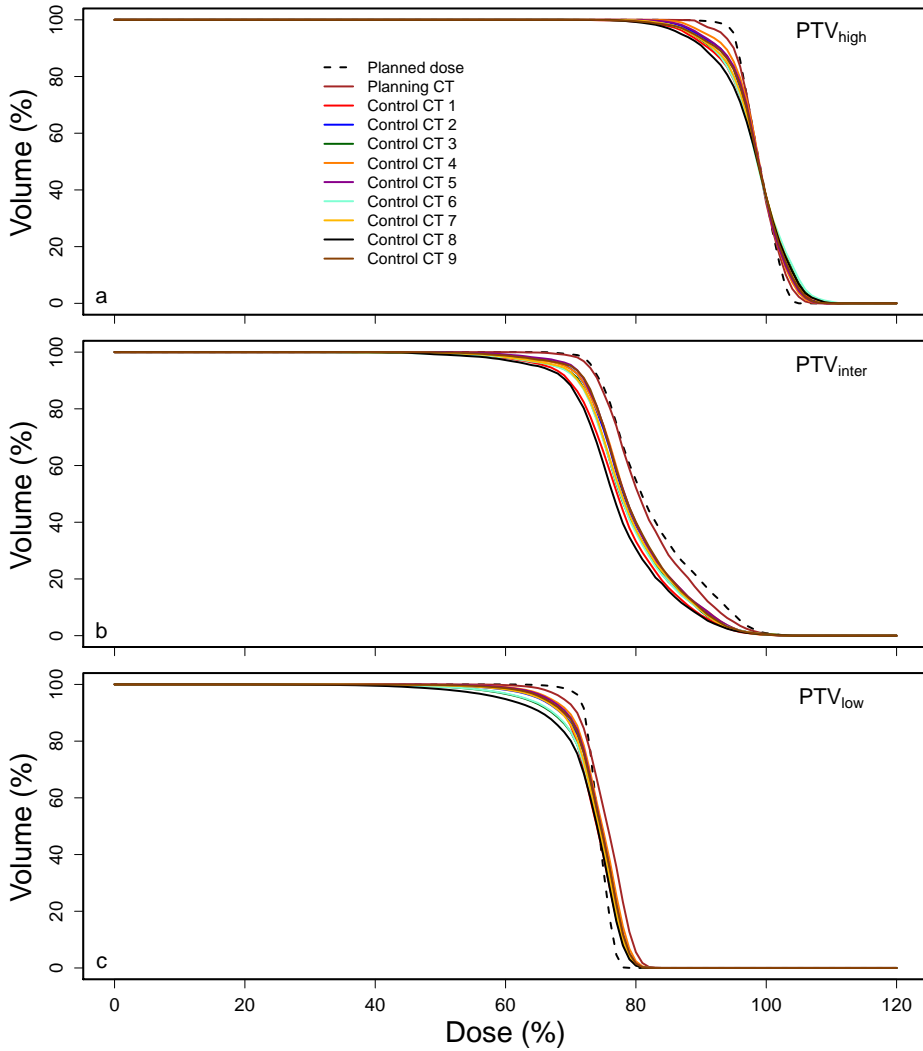 PTVhigh
Planned dose
Planning CT
Control CT 1
Control CT 2
Control CT 3
Control CT 4
Control CT 5
Control CT 6
Control CT 7
Control CT 8
Control CT 9
Volume (%)
0 20 40 60 80 100
a
PTVinter
Volume (%)
0 20 40 60 80 100
b
PTVlow
Volume (%)
0 20 40 60 80 100
c
0 20 40 60 80 100 120
Dose (%)